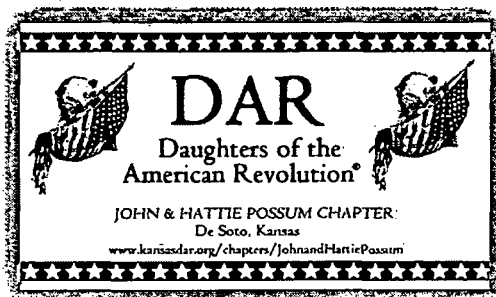 DAR
Daughters of the
American Revolution®
JOHN & HATTIE POSSUM CHAPTER
De Soto, Kansas
www.kansasdar.org/chapters/JohnandHattiePossum